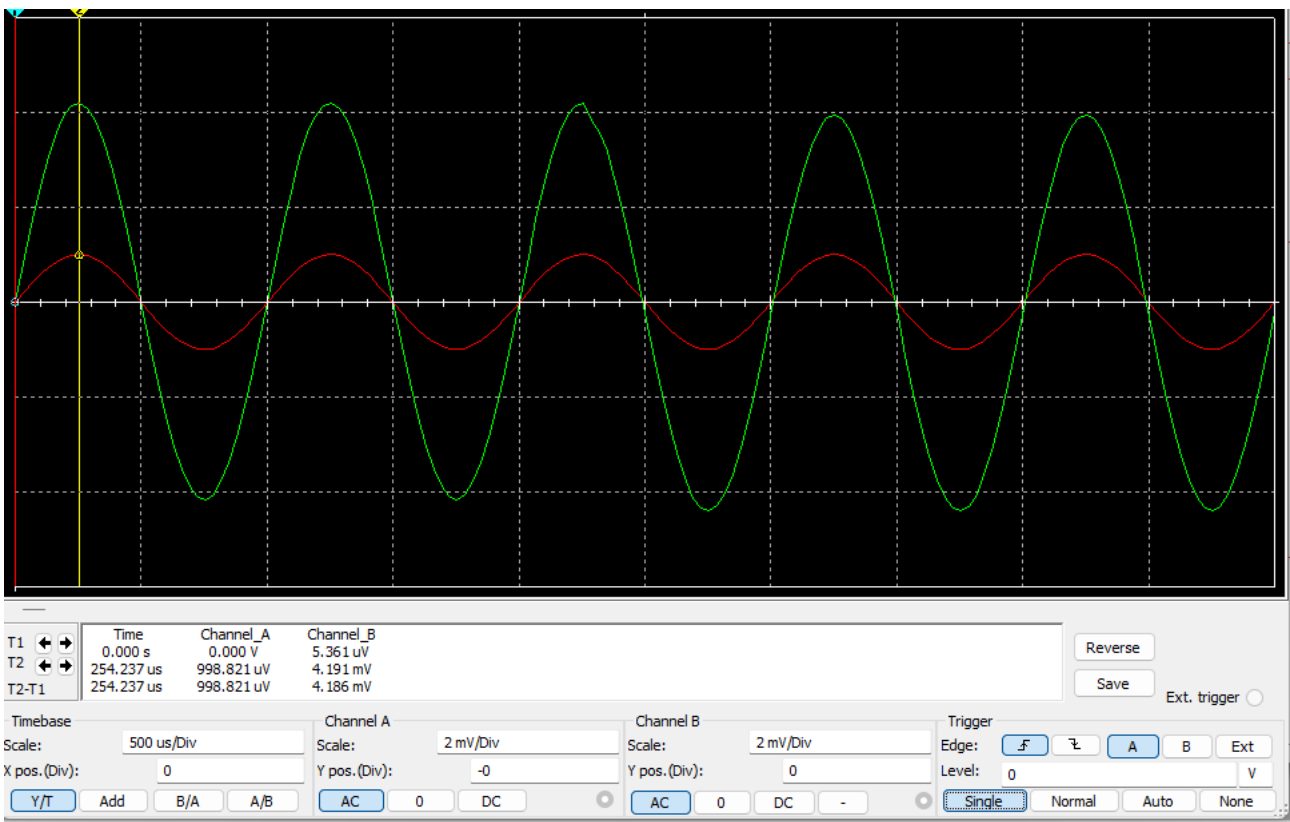 2
T1 Time Channel_A Channel_B
0.000 s 0.000 V 5.361 uV
T2 254.237 us 998.821 uV 4.191 mV
T2-T1 254.237 us 998.821 uV 4.186 mV
Reverse
Save
Ext. trigger
Timebase
Scale: 500 us/Div
X pos.(Div): 0
Y/T Add B/A A/B
Channel A
Scale: 2 mV/Div
Y pos.(Div): -0
AC 0 DC
Channel B
Scale: 2 mV/Div
Y pos.(Div): 0
AC 0 DC -
Trigger
Edge: A B Ext
Level: 0 V
Single Normal Auto None